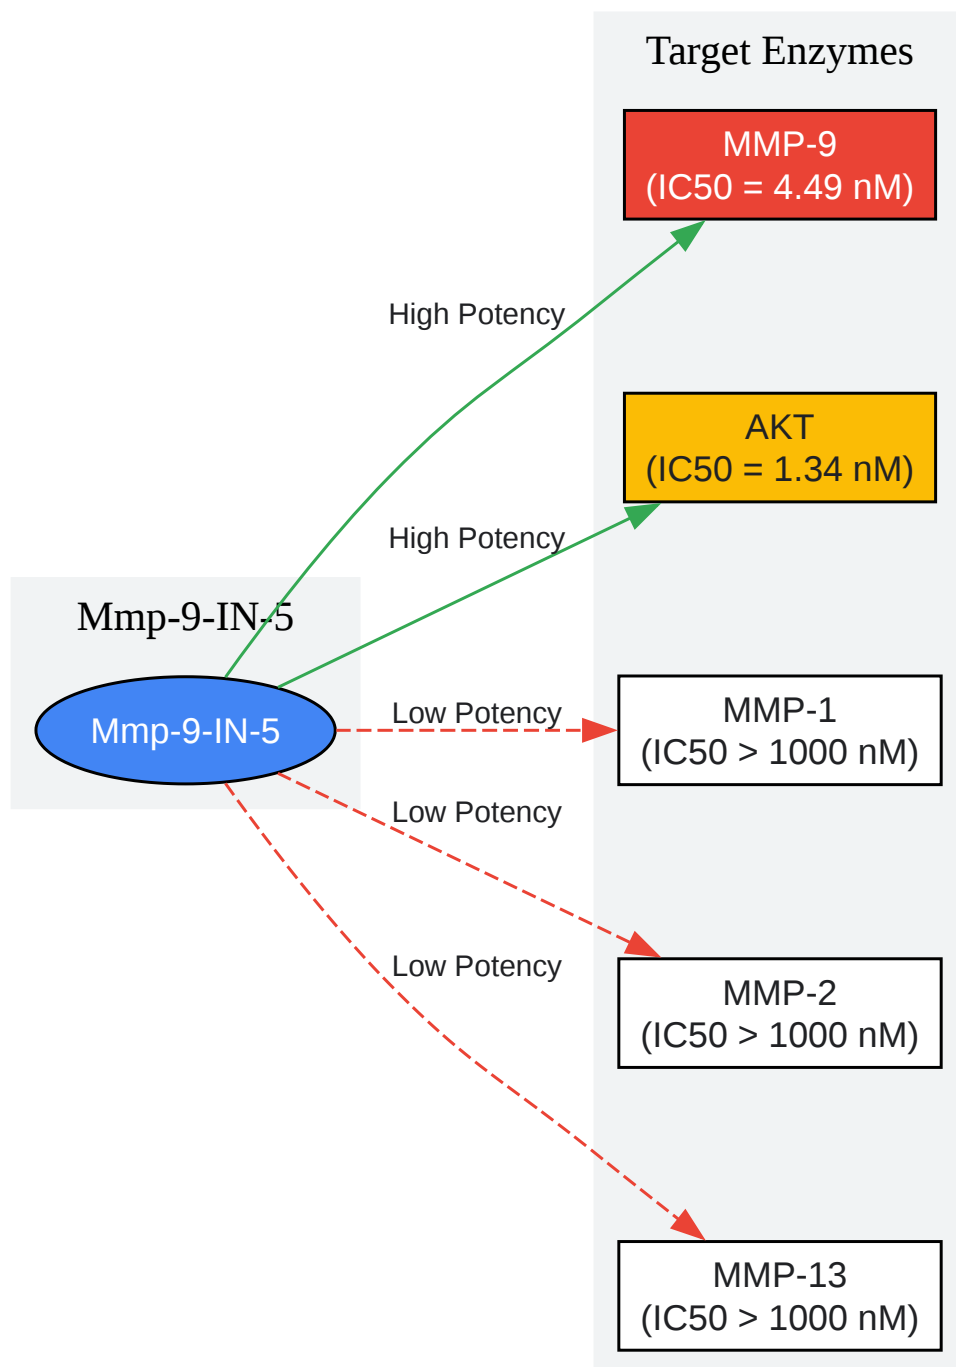 Target Enzymes
MMP-9
(IC50 = 4.49 nM)
High Potency
AKT
(IC50 = 1.34 nM)
High Potency
Mmp-9-IN-5
Mmp-9-IN-5
Low Potency
MMP-1
(IC50 > 1000 nM)
Low Potency
Low Potency
MMP-2
(IC50 > 1000 nM)
MMP-13
(IC50 > 1000 nM)